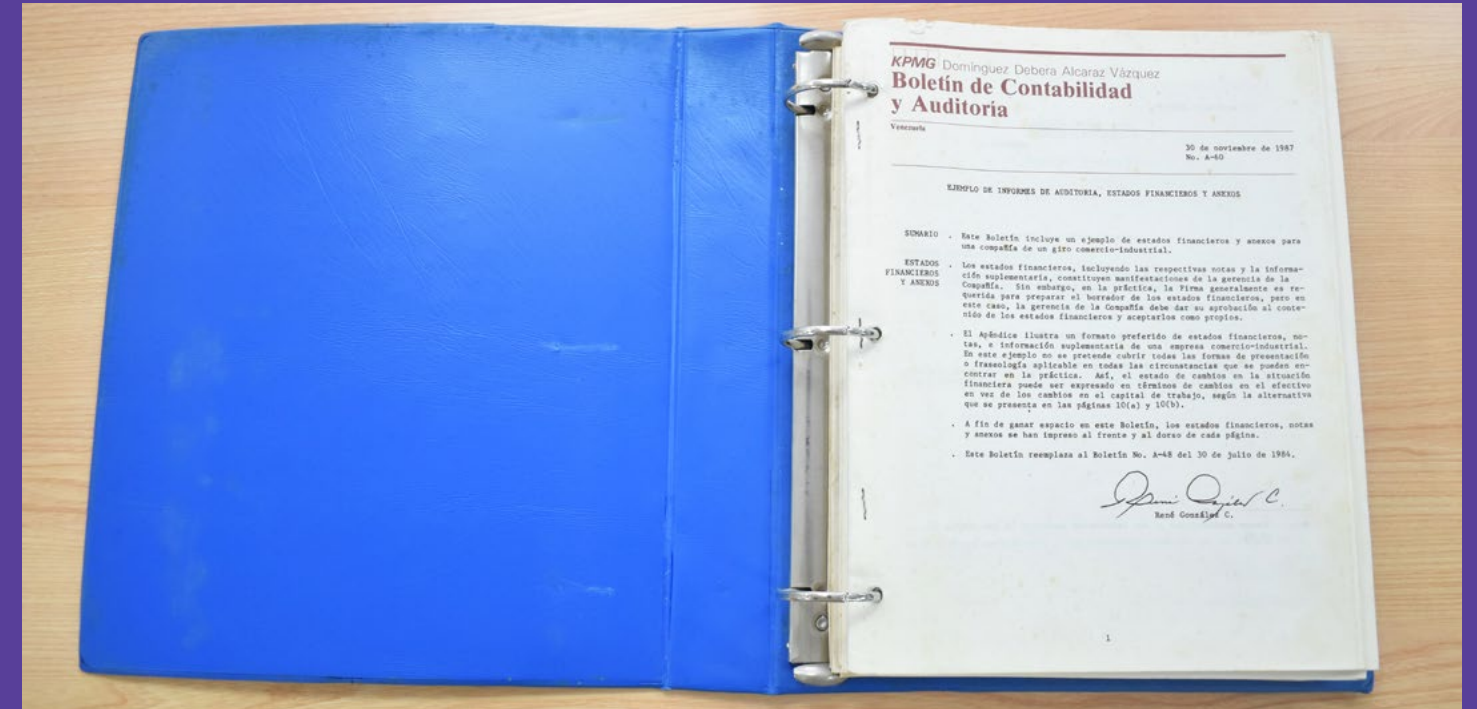 KPMG Domínguez Debera Alcaraz Vázquez
Boletín de Contabilidad
y Auditoría
Venezuela
30 de noviembre de 1987
No. A-60
EJEMPLO DE INFORMES DE AUDITORIA, ESTADOS FINANCIEROS Y ANEXOS
SUMARIO . Este Boletín incluye un ejemplo de estados financieros y anexos para
una compañía de un giro comercio-industrial.
ESTADOS FINANCIEROS Y ANEXOS
. Los estados financieros, incluyendo las respectivas notas y la informa-
ción suplementaria, constituyen manifestaciones de la gerencia de la
Compañía. Sin embargo, en la práctica, la Firma generalmente es re-
querida para preparar el borrador de los estados financieros, pero en
este caso, la gerencia de la Compañía debe dar su aprobación al conte-
nido de los estados financieros y aceptarlos como propios.
. El Apéndice ilustra un formato preferido de estados financieros, no-
tas, e información suplementaria de una empresa comercio-industrial.
En este ejemplo no se pretende cubrir todas las formas de presentación
o fraseología aplicable en todas las circunstancias que se pueden en-
contrar en la práctica. Así, el estado de cambios en la situación
financiera puede ser expresado en términos de cambios en el efectivo
en vez de los cambios en el capital de trabajo, según la alternativa
que se presenta en las páginas 10(a) y 10(b).
. A fin de ganar espacio en este Boletín, los estados financieros, notas
y anexos se han impreso al frente y al dorso de cada página.
. Este Boletín reemplaza al Boletín No. A-48 del 30 de julio de 1984.
René González C.
1